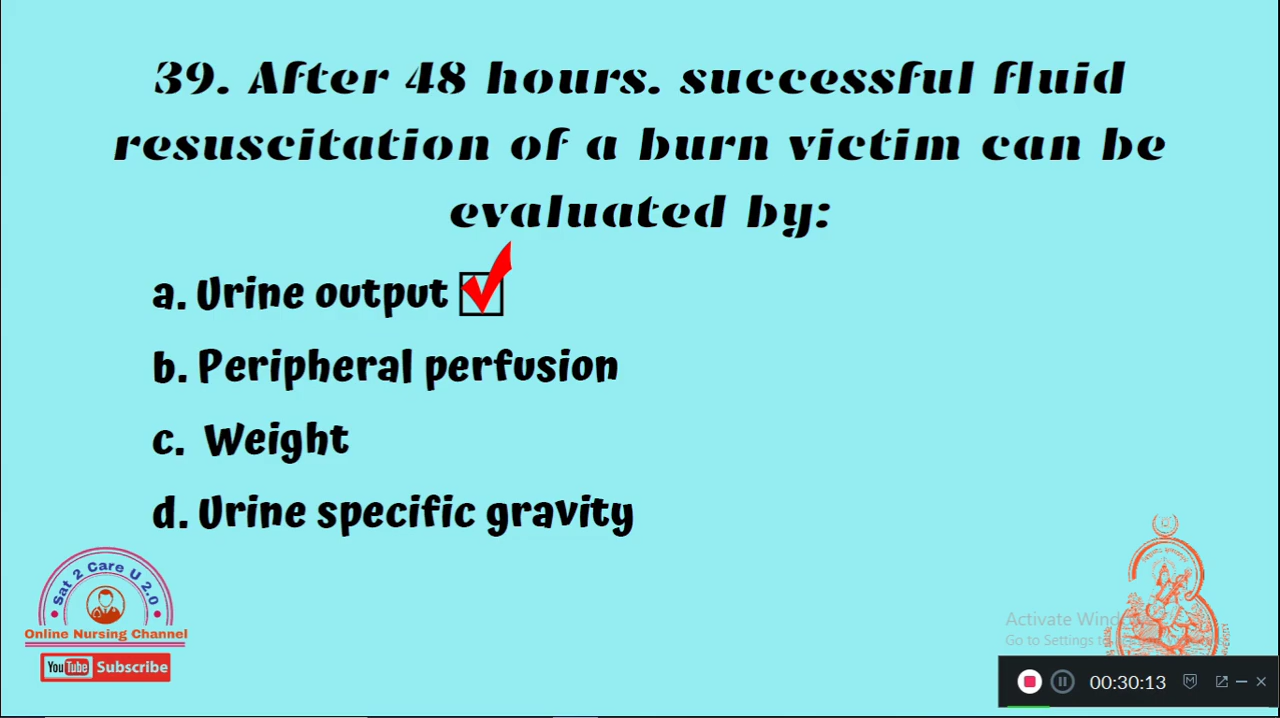 39. After 48 hours. successful fluid
resuscitation of a burn victim can be
evaluated by:
a. Urine output
b. Peripheral perfusion
c. Weight
d. Urine specific gravity
Sat 2 Care U 2.0
Online Nursing Channel
YouTube Subscribe
Activate Wind
Go to Settings t
00:30:13